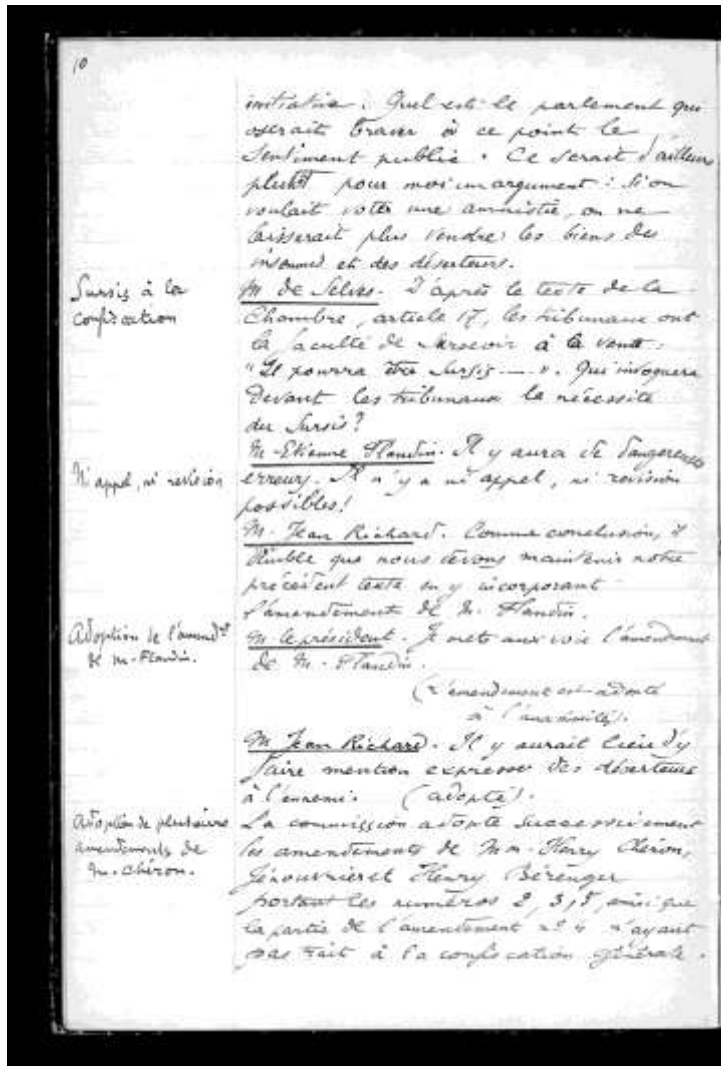 10
initiative. Quel est le parlement qui
oserait braver à ce point le
sentiment public. Ce serait d'ailleurs
plutôt pour moi un argument : si on
voulait voter une amnistie, on ne
laisserait plus vendre les biens des
insoumis et des déserteurs.
Sursis à la
confiscation
M. de Selves. D'après le texte de la
Chambre, article 17, les tribunaux ont
la faculté de surseoir à la vente :
"Il pourra être sursis ---". Qui invoquera
devant les tribunaux la nécessité
du sursis ?
M. Etienne Flandin. Il y aura de dangereuses
Ni appel, ni revision
erreurs. Il n'y a ni appel, ni revision
possibles !
M. Jean Richard. Comme conclusion, il
semble que nous devons maintenir notre
précédent texte en y incorporant
l'amendement de M. Flandin.
Adoption de l'amendt
de M. Flandin.
M. le président. Je mets aux voix l'amendement
de M. Flandin.
(L'amendement est adopté
à l'unanimité).
M. Jean Richard. Il y aurait lieu d'y
faire mention expresse des déserteurs
à l'ennemi. (adopté).
Adoption de plusieurs
amendements de
M. Chéron.
La commission adopte successivement
les amendements de MM. Henry Chéron,
Jénouvrier et Henry Bérenger
portant les numéros 2, 3, 5, ainsi que
la partie de l'amendement n° 4 n'ayant
pas trait à la confiscation générale.